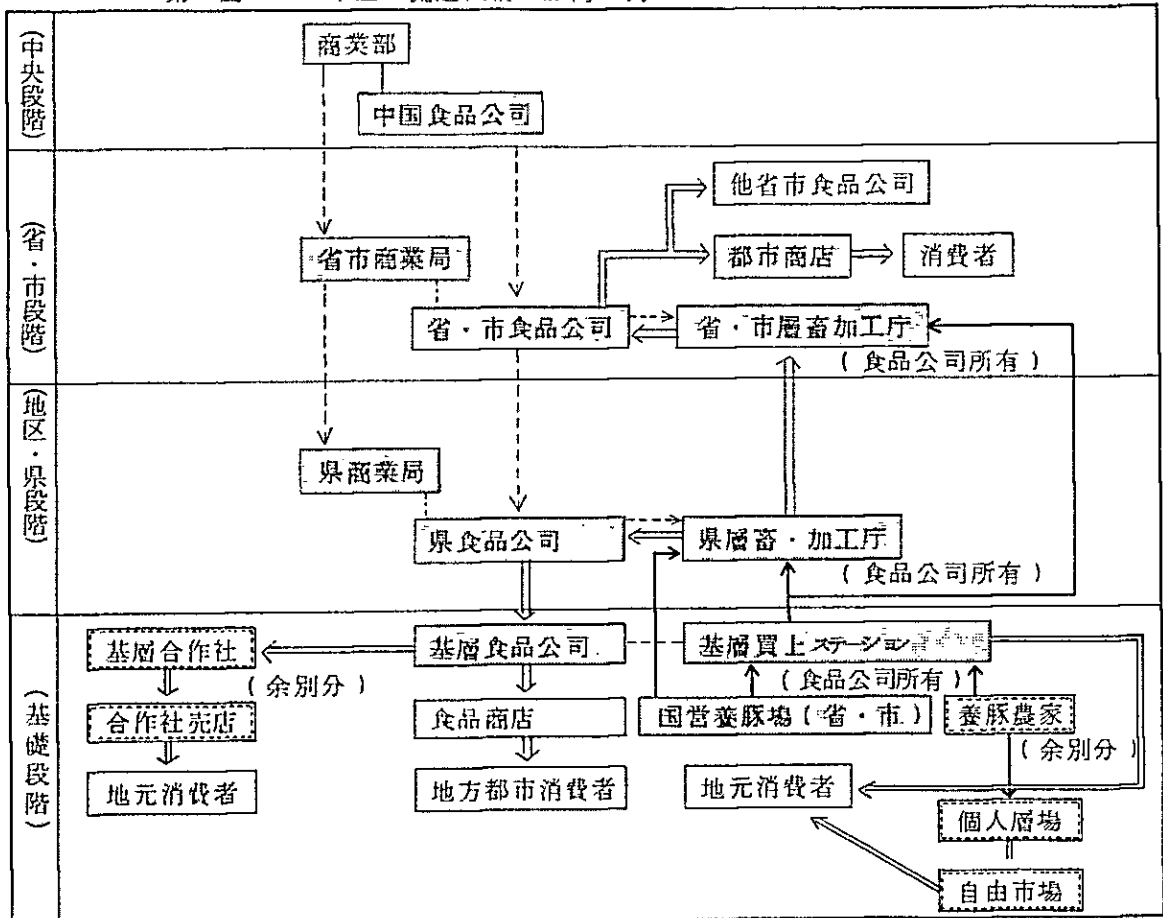 (中央段階)
商業部
中国食品公司
(省・市段階)
他省市食品公司
省市商業局
都市商店
消費者
省・市食品公司
省・市層畜加工庁
(食品公司所有)
(地区・県段階)
県商業局
県食品公司
県層畜・加工庁
(食品公司所有)
(基礎段階)
基層合作社
基層食品公司
基層買上ステーション
(余別分)
(食品公司所有)
合作社売店
食品商店
国営養豚場(省・市)
養豚農家
(余別分)
地元消費者
地方都市消費者
地元消費者
個人層場
自由市場